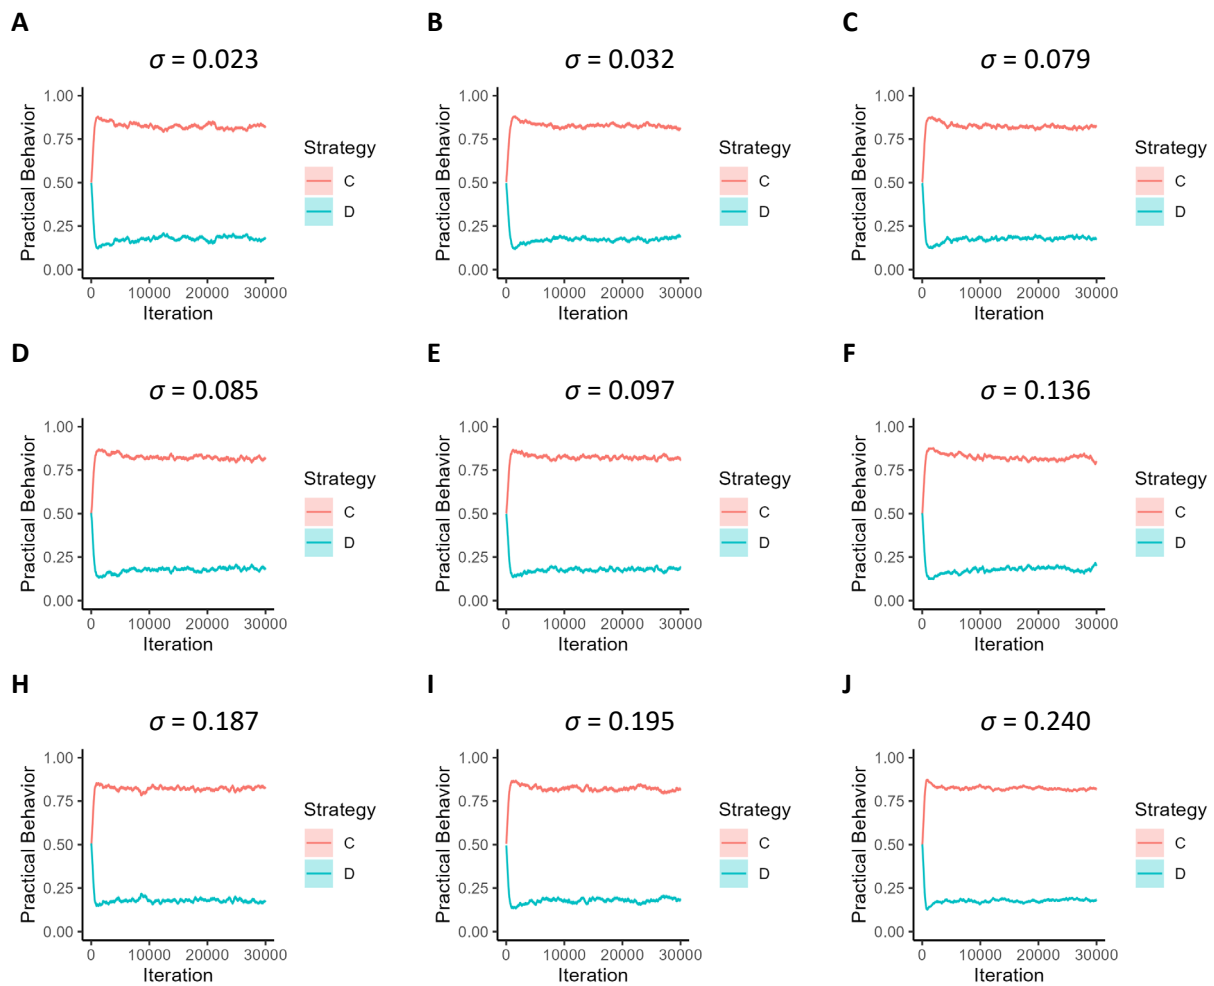 A
σ = 0.023
Practical Behavior
1.00
0.75
0.50
0.25
0.00
0 10000 20000 30000
Iteration
Strategy
C
D
B
σ = 0.032
Practical Behavior
1.00
0.75
0.50
0.25
0.00
0 10000 20000 30000
Iteration
Strategy
C
D
C
σ = 0.079
Practical Behavior
1.00
0.75
0.50
0.25
0.00
0 10000 20000 30000
Iteration
Strategy
C
D
D
σ = 0.085
Practical Behavior
1.00
0.75
0.50
0.25
0.00
0 10000 20000 30000
Iteration
Strategy
C
D
E
σ = 0.097
Practical Behavior
1.00
0.75
0.50
0.25
0.00
0 10000 20000 30000
Iteration
Strategy
C
D
F
σ = 0.136
Practical Behavior
1.00
0.75
0.50
0.25
0.00
0 10000 20000 30000
Iteration
Strategy
C
D
H
σ = 0.187
Practical Behavior
1.00
0.75
0.50
0.25
0.00
0 10000 20000 30000
Iteration
Strategy
C
D
I
σ = 0.195
Practical Behavior
1.00
0.75
0.50
0.25
0.00
0 10000 20000 30000
Iteration
Strategy
C
D
J
σ = 0.240
Practical Behavior
1.00
0.75
0.50
0.25
0.00
0 10000 20000 30000
Iteration
Strategy
C
D